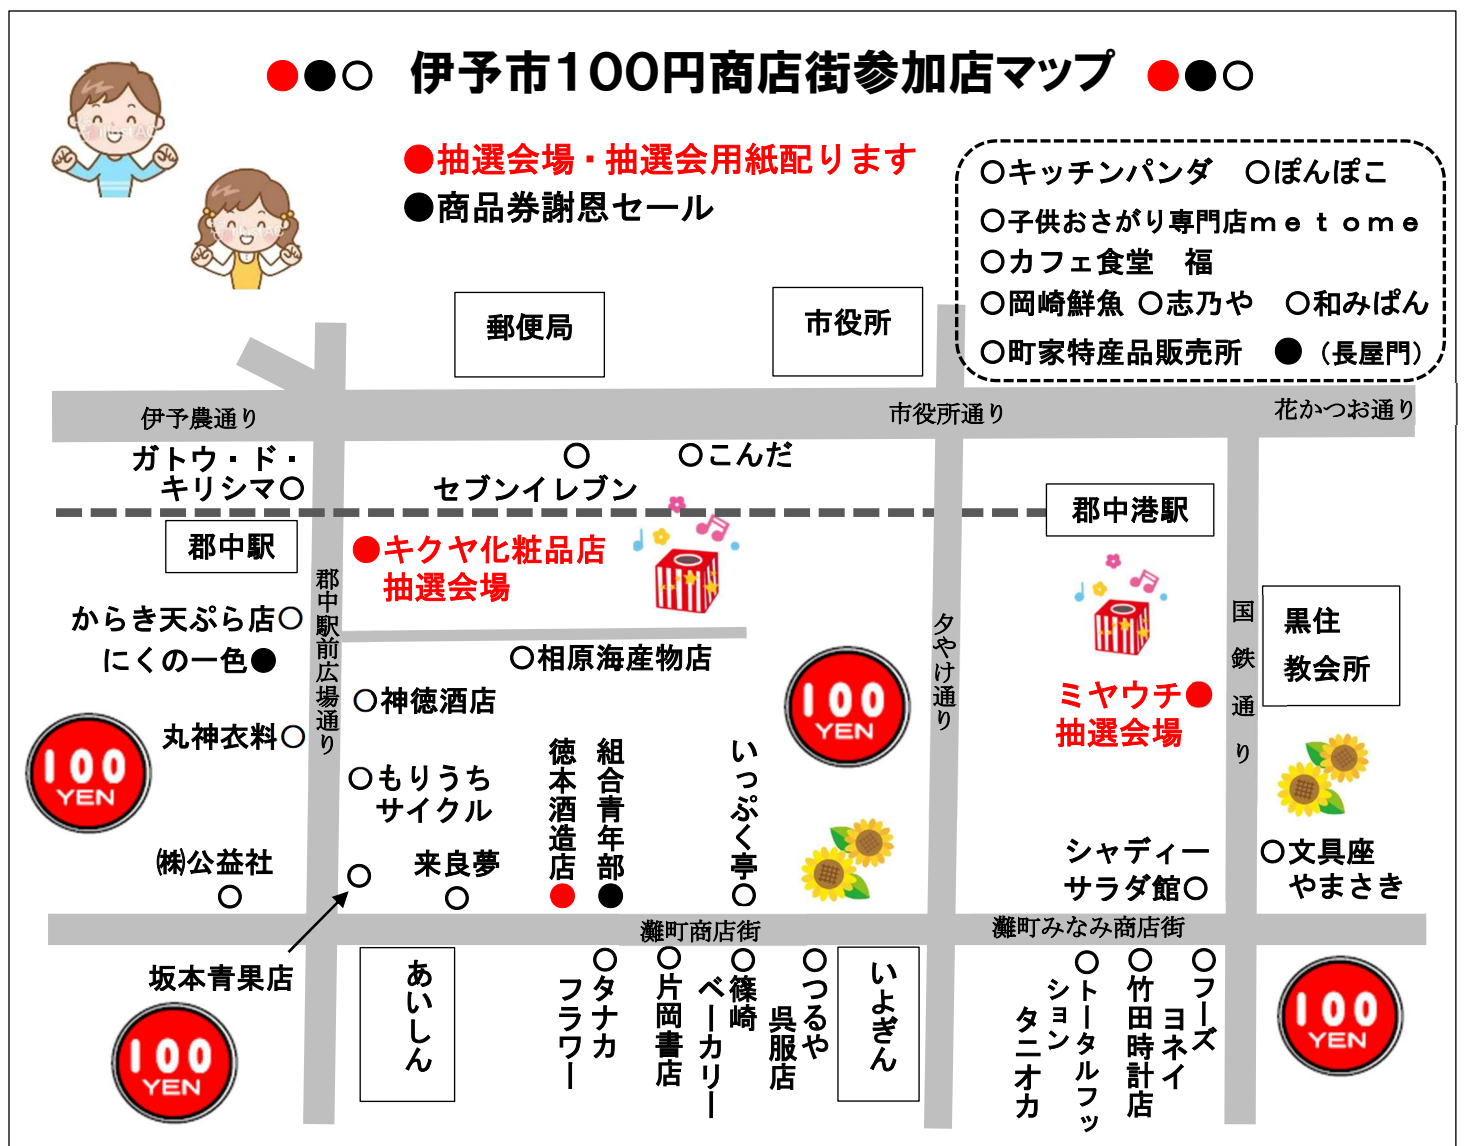 ●●○ 伊予市100円商店街参加店マップ ●●○
●抽選会場・抽選会用紙配ります
●商品券謝恩セール
○キッチンパンダ ○ぽんぽこ
○子供おさがり専門店ｍｅｔｏｍｅ
○カフェ食堂 福
○岡崎鮮魚 ○志乃や ○和みぱん
○町家特産品販売所 ●（長屋門）
郵便局
市役所
伊予農通り
市役所通り
花かつお通り
ガトウ・ド・
キリシマ○
○
セブンイレブン
○こんだ
郡中駅
郡中港駅
●キクヤ化粧品店
抽選会場
郡中駅前広場通り
からき天ぷら店○
にくの一色●
○相原海産物店
夕やけ通り
国鉄通り
黒住
教会所
ミヤウチ●
抽選会場
○神徳酒店
丸神衣料○
100
YEN
100
YEN
○もりうち
サイクル
徳本酒造店●
組合青年部●
いっぷく亭○
㈱公益社
○
○
来良夢
○
シャディー
サラダ館○
○文具座
やまさき
灘町商店街
灘町みなみ商店街
坂本青果店
あいしん
○タナカ
フラワー
○片岡書店
○篠崎
ベーカリー
○つるや
呉服店
いよぎん
○トータルフッ
ション
タニオカ
○竹田時計店
○フーズ
ヨネイ
100
YEN
100
YEN